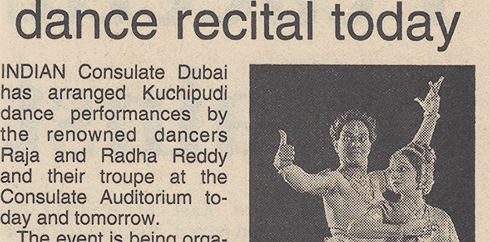 dance recital today
INDIAN Consulate Dubai
has arranged Kuchipudi
dance performances by
the renowned dancers
Raja and Radha Reddy
and their troupe at the
Consulate Auditorium to-
day and tomorrow.
The event is being orga-